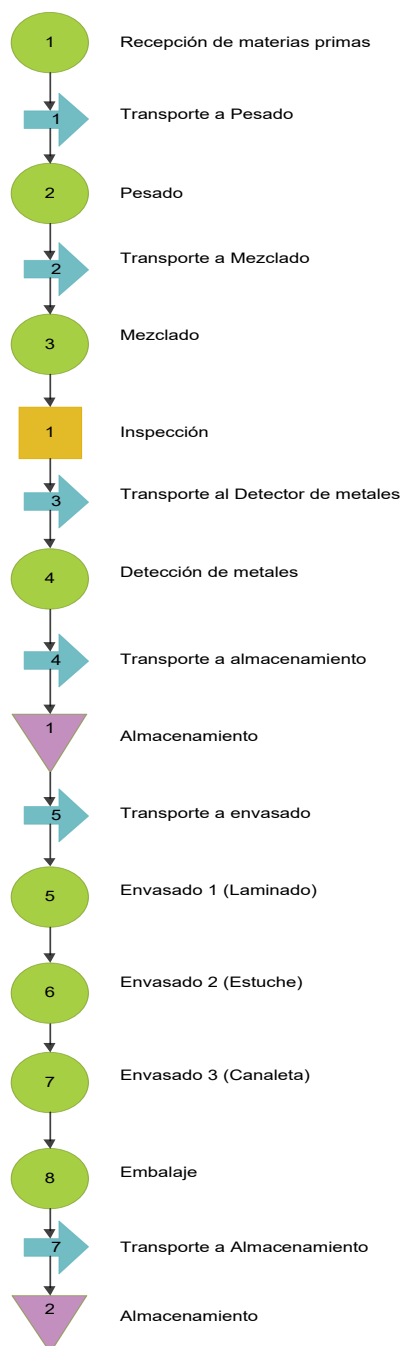 1 Recepción de materias primas
1 Transporte a Pesado
2 Pesado
2 Transporte a Mezclado
3 Mezclado
1 Inspección
3 Transporte al Detector de metales
4 Detección de metales
4 Transporte a almacenamiento
1 Almacenamiento
5 Transporte a envasado
5 Envasado 1 (Laminado)
6 Envasado 2 (Estuche)
7 Envasado 3 (Canaleta)
8 Embalaje
7 Transporte a Almacenamiento
2 Almacenamiento